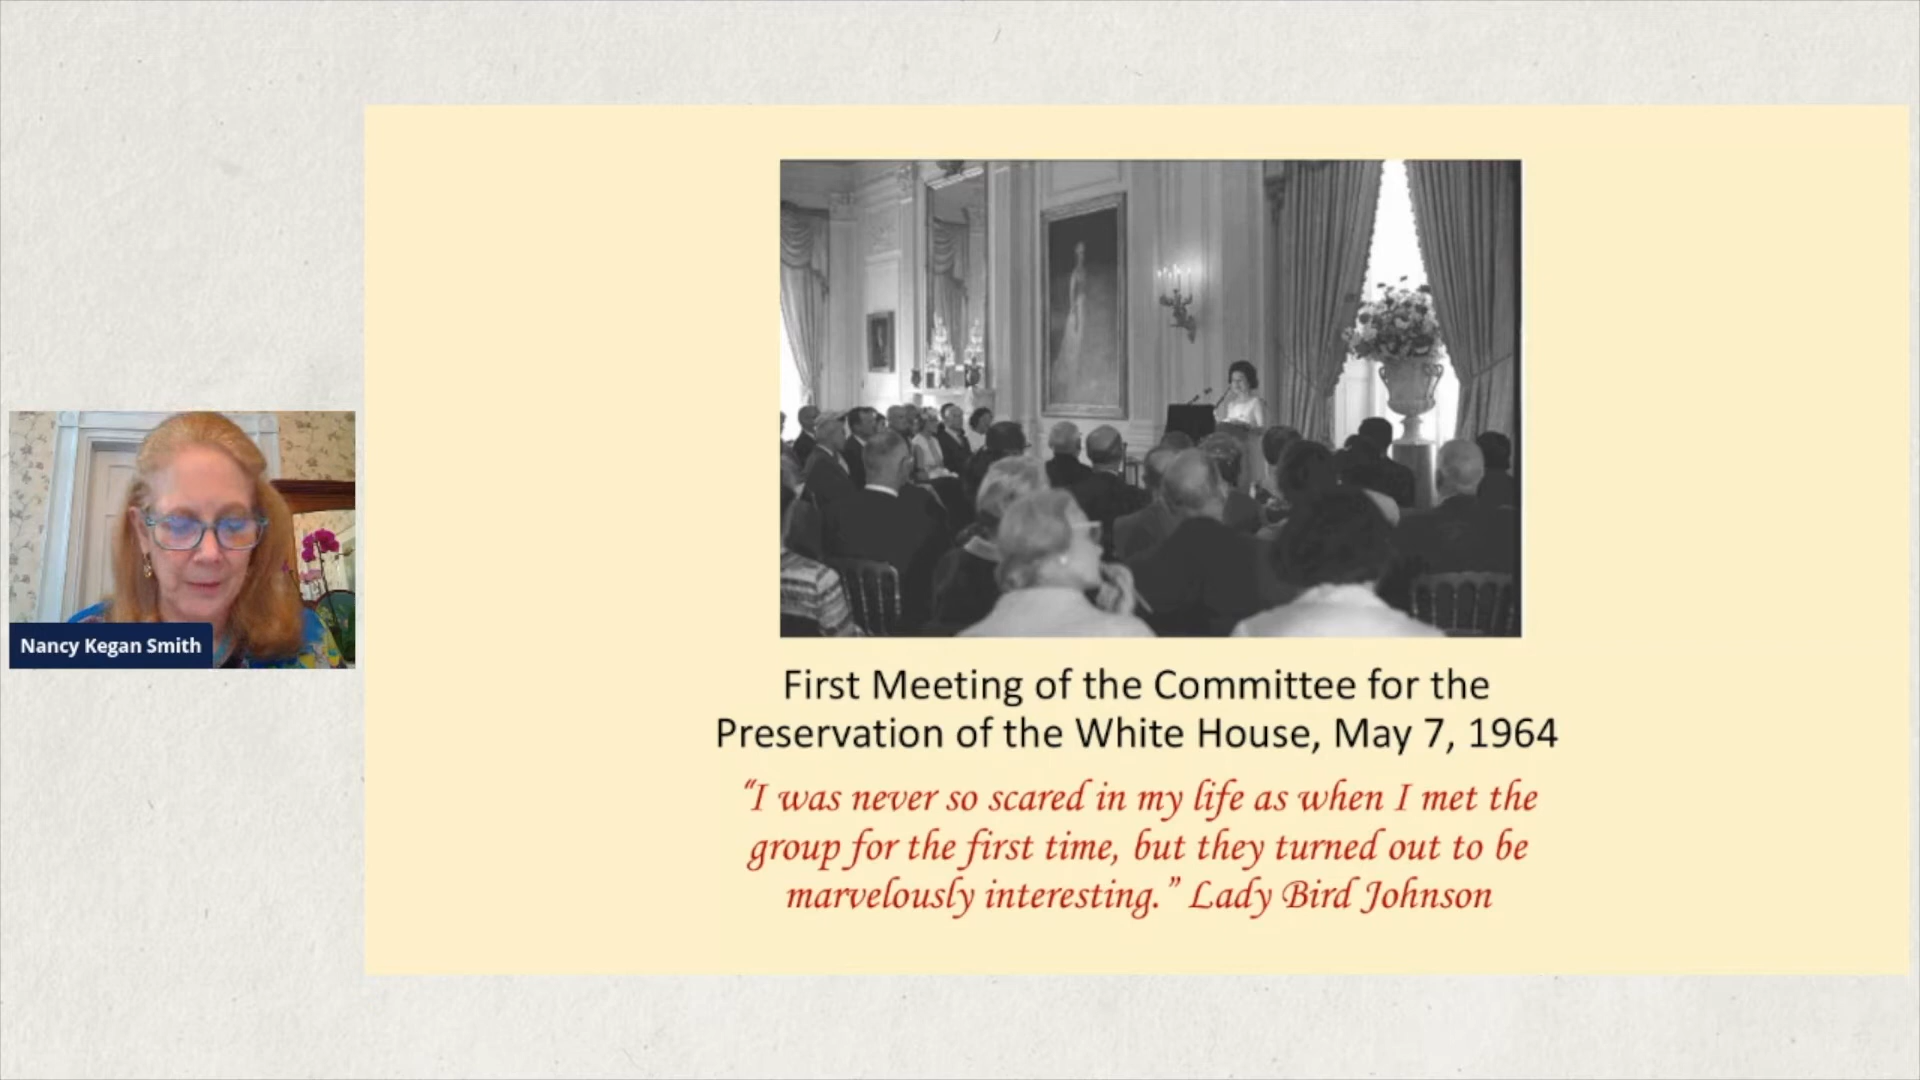 Nancy Kegan Smith
First Meeting of the Committee for the
Preservation of the White House, May 7, 1964
“I was never so scared in my life as when I met the
group for the first time, but they turned out to be
marvelously interesting.” Lady Bird Johnson